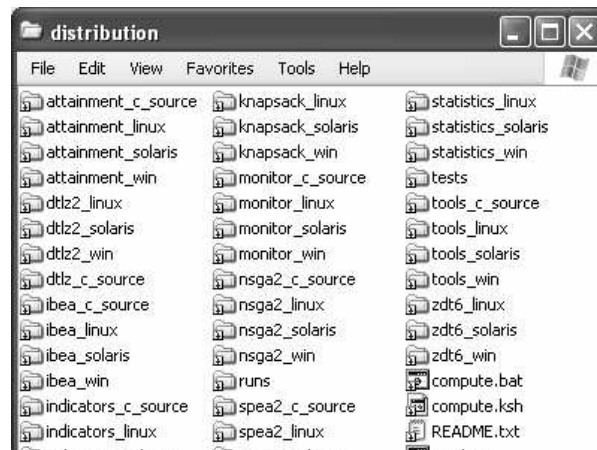 distribution
File Edit View Favorites Tools Help
attainment_c_source knapsack_linux statistics_linux
attainment_linux knapsack_solaris statistics_solaris
attainment_solaris knapsack_win statistics_win
attainment_win monitor_c_source tests
dtlz2_linux monitor_linux tools_c_source
dtlz2_solaris monitor_solaris tools_linux
dtlz2_win monitor_win tools_solaris
dtlz_c_source nsga2_c_source tools_win
ibea_c_source nsga2_linux zdt6_linux
ibea_linux nsga2_solaris zdt6_solaris
ibea_solaris nsga2_win zdt6_win
ibea_win runs compute.bat
indicators_c_source spea2_c_source compute.ksh
indicators_linux spea2_linux README.txt